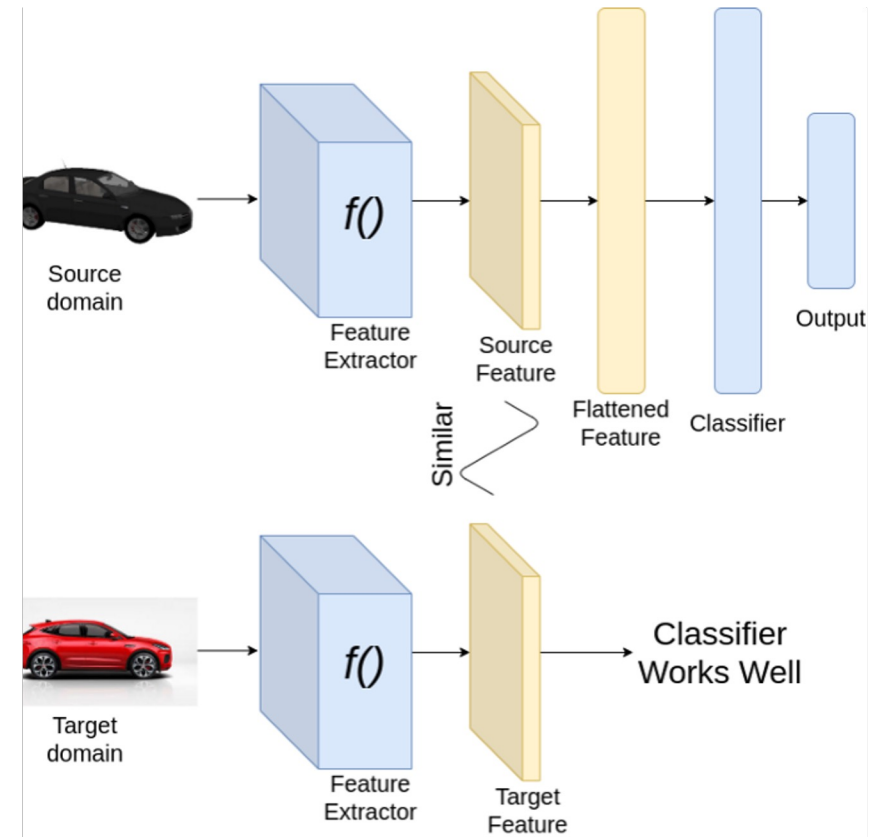 f()
Source
domain
Feature
Extractor
Source
Feature
Flattened
Feature
Classifier
Output
Similar
f()
Classifier
Works Well
Target
domain
Feature
Extractor
Target
Feature